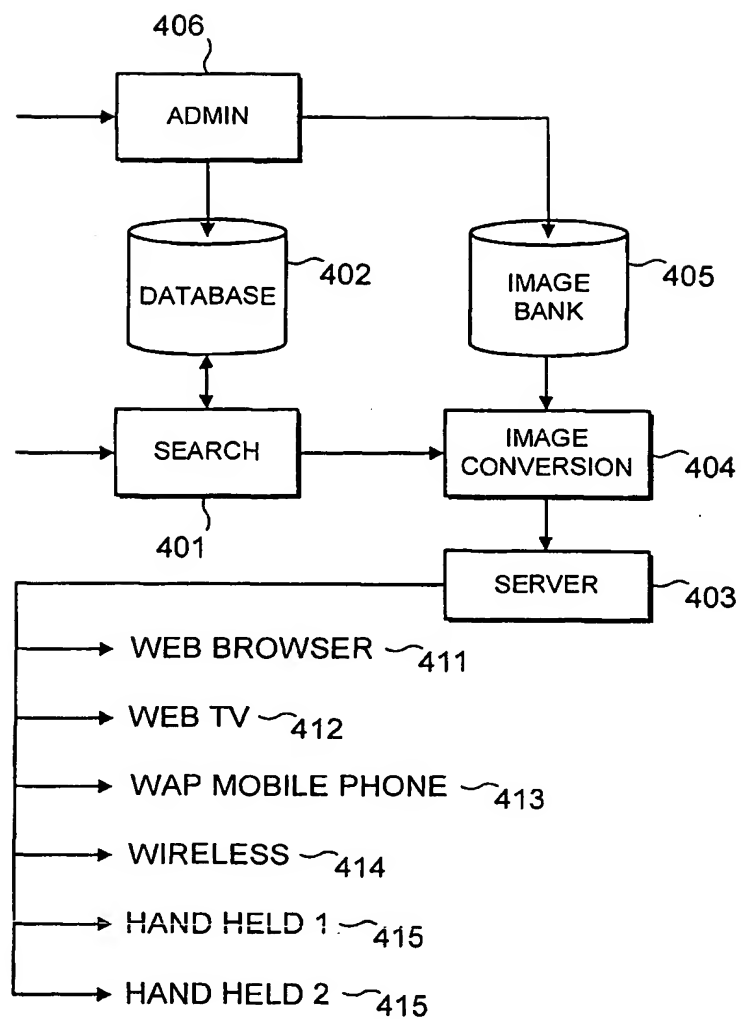 406
ADMIN
DATABASE
402
IMAGE
BANK
405
SEARCH
401
IMAGE
CONVERSION
404
SERVER
403
WEB BROWSER 411
WEB TV 412
WAP MOBILE PHONE 413
WIRELESS 414
HAND HELD 1 415
HAND HELD 2 415